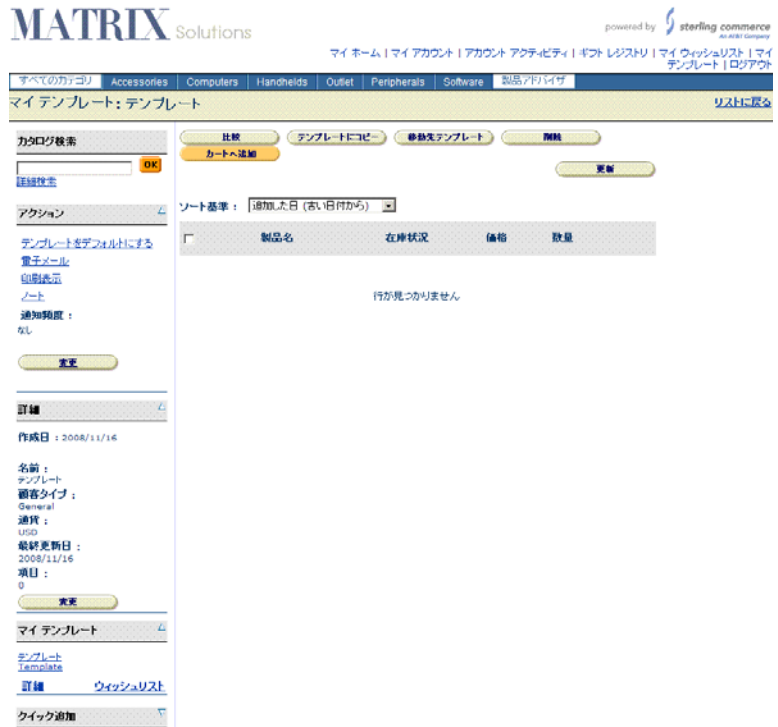 MATRIX Solutions
powered by sterling commerce
An AT&T Company
マイ ホーム | マイ アカウント | アカウント アクティビティ | ギフト レジストリ | マイ ウィッシュリスト | マイ
テンプレート | ログアウト
すべてのカテゴリ Accessories Computers Handhelds Outlet Peripherals Software 製品アドバイザ
マイ テンプレート: テンプレート リストに戻る
カタログ検索
OK
詳細検索
比較 テンプレートにコピー 移動先テンプレート 削除
カートへ追加
更新
アクション
テンプレートをデフォルトにする
電子メール
印刷表示
ノート
通知頻度 :
なし
変更
ソート基準 : 追加した日 (古い日付から)
製品名 在庫状況 価格 数量
行が見つかりません
詳細
作成日 : 2008/11/16
名前 :
テンプレート
顧客タイプ :
General
通貨 :
USD
最終更新日 :
2008/11/16
項目 :
0
変更
マイ テンプレート
テンプレート
Template
詳細 ウィッシュリスト
クイック追加